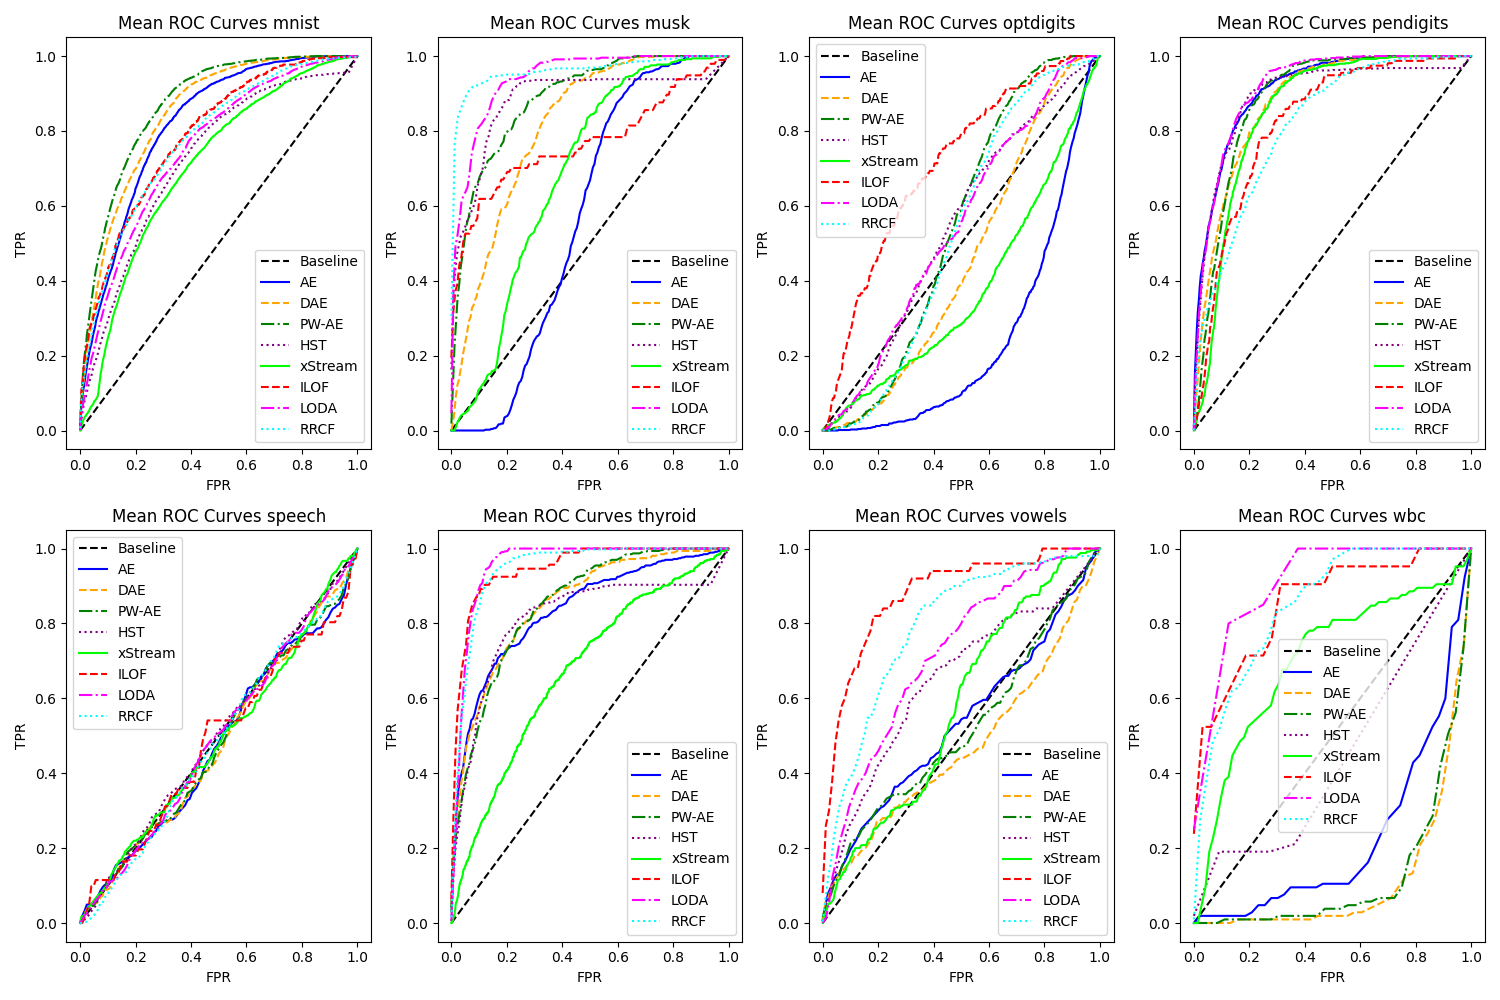 Mean ROC Curves mnist
TPR
1.0
0.8
0.6
0.4
0.2
0.0
Baseline
AE
DAE
PW-AE
HST
xStream
ILOF
LODA
RRCF
0.0 0.2 0.4 0.6 0.8 1.0
FPR
Mean ROC Curves musk
TPR
1.0
0.8
0.6
0.4
0.2
0.0
Baseline
AE
DAE
PW-AE
HST
xStream
ILOF
LODA
RRCF
0.0 0.2 0.4 0.6 0.8 1.0
FPR
Mean ROC Curves optdigits
TPR
1.0
0.8
0.6
0.4
0.2
0.0
Baseline
AE
DAE
PW-AE
HST
xStream
ILOF
LODA
RRCF
0.0 0.2 0.4 0.6 0.8 1.0
FPR
Mean ROC Curves pendigits
TPR
1.0
0.8
0.6
0.4
0.2
0.0
Baseline
AE
DAE
PW-AE
HST
xStream
ILOF
LODA
RRCF
0.0 0.2 0.4 0.6 0.8 1.0
FPR
Mean ROC Curves speech
TPR
1.0
0.8
0.6
0.4
0.2
0.0
Baseline
AE
DAE
PW-AE
HST
xStream
ILOF
LODA
RRCF
0.0 0.2 0.4 0.6 0.8 1.0
FPR
Mean ROC Curves thyroid
TPR
1.0
0.8
0.6
0.4
0.2
0.0
Baseline
AE
DAE
PW-AE
HST
xStream
ILOF
LODA
RRCF
0.0 0.2 0.4 0.6 0.8 1.0
FPR
Mean ROC Curves vowels
TPR
1.0
0.8
0.6
0.4
0.2
0.0
Baseline
AE
DAE
PW-AE
HST
xStream
ILOF
LODA
RRCF
0.0 0.2 0.4 0.6 0.8 1.0
FPR
Mean ROC Curves wbc
TPR
1.0
0.8
0.6
0.4
0.2
0.0
Baseline
AE
DAE
PW-AE
HST
xStream
ILOF
LODA
RRCF
0.0 0.2 0.4 0.6 0.8 1.0
FPR